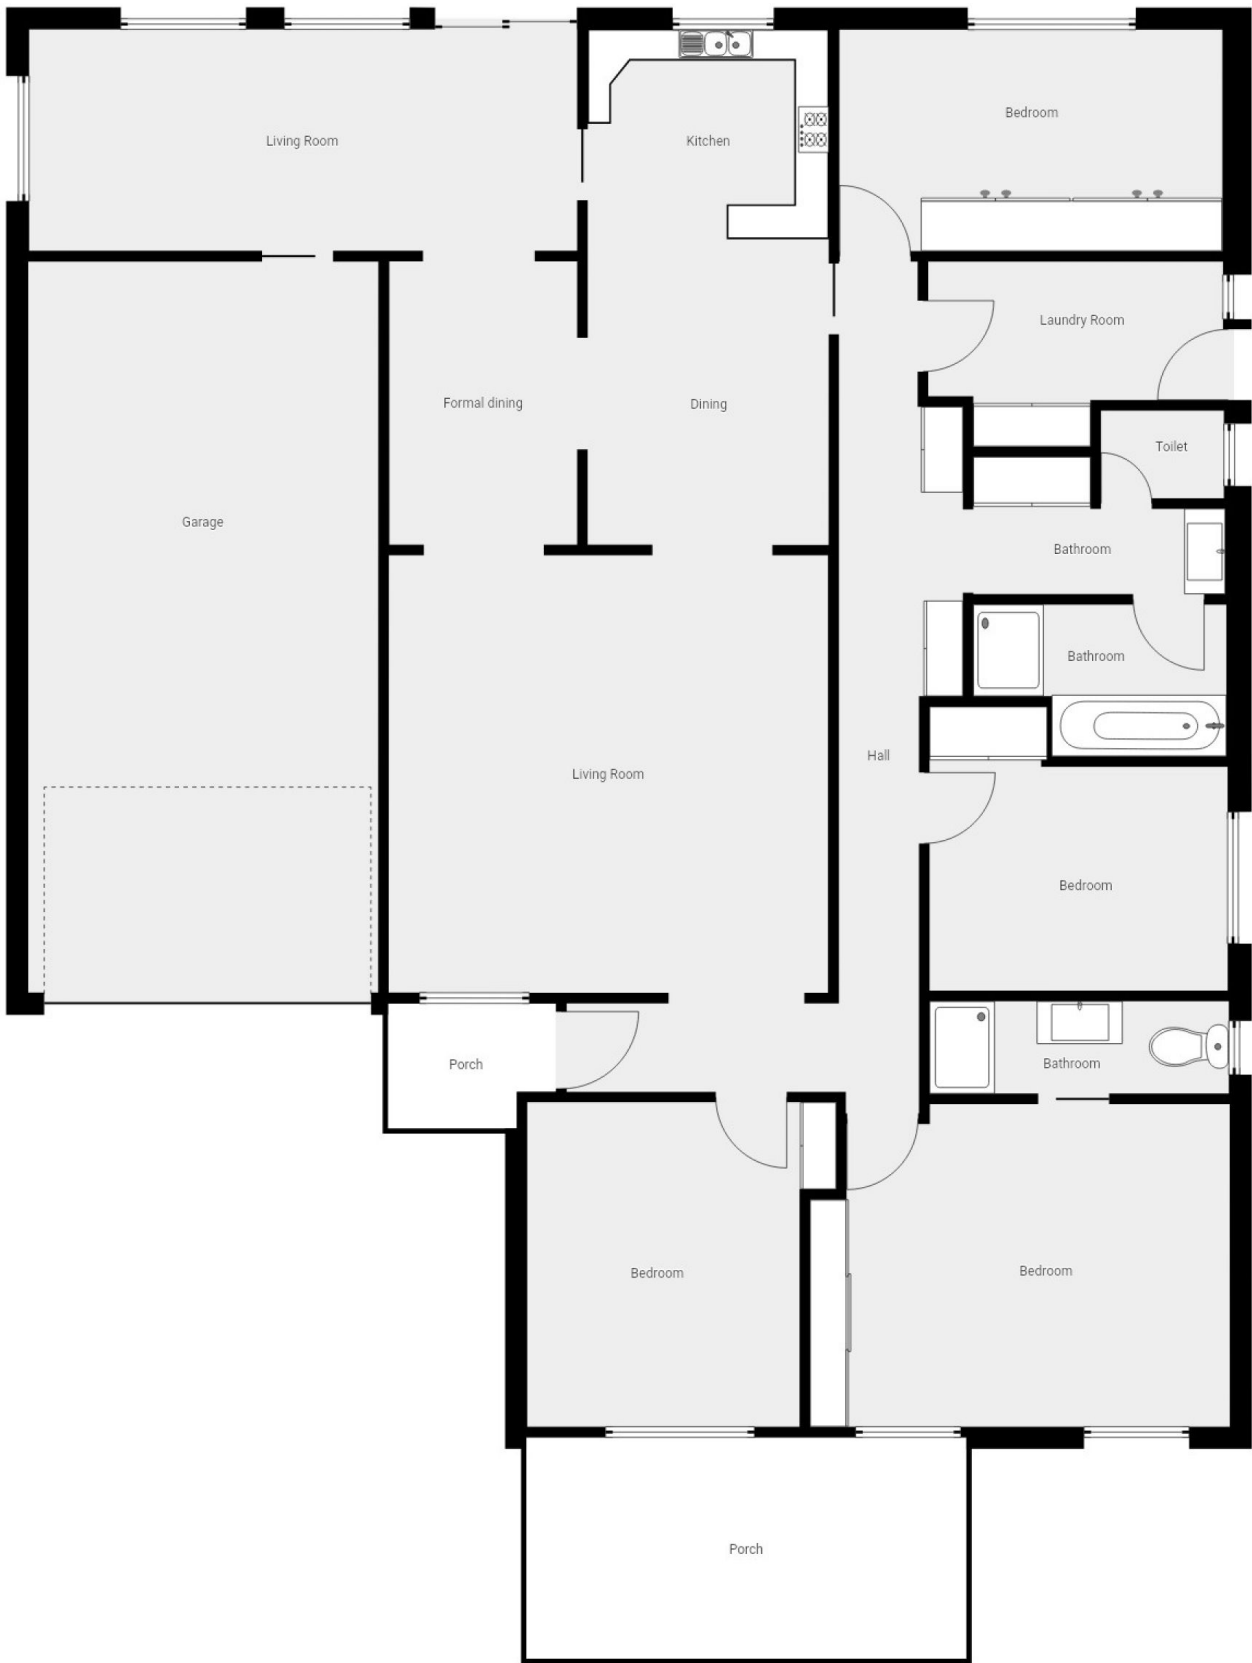 Bedroom
Living Room
Kitchen
Laundry Room
Formal dining
Dining
Toilet
Garage
Bathroom
Bathroom
Hall
Living Room
Bedroom
Porch
Bathroom
Bedroom
Bedroom
Porch